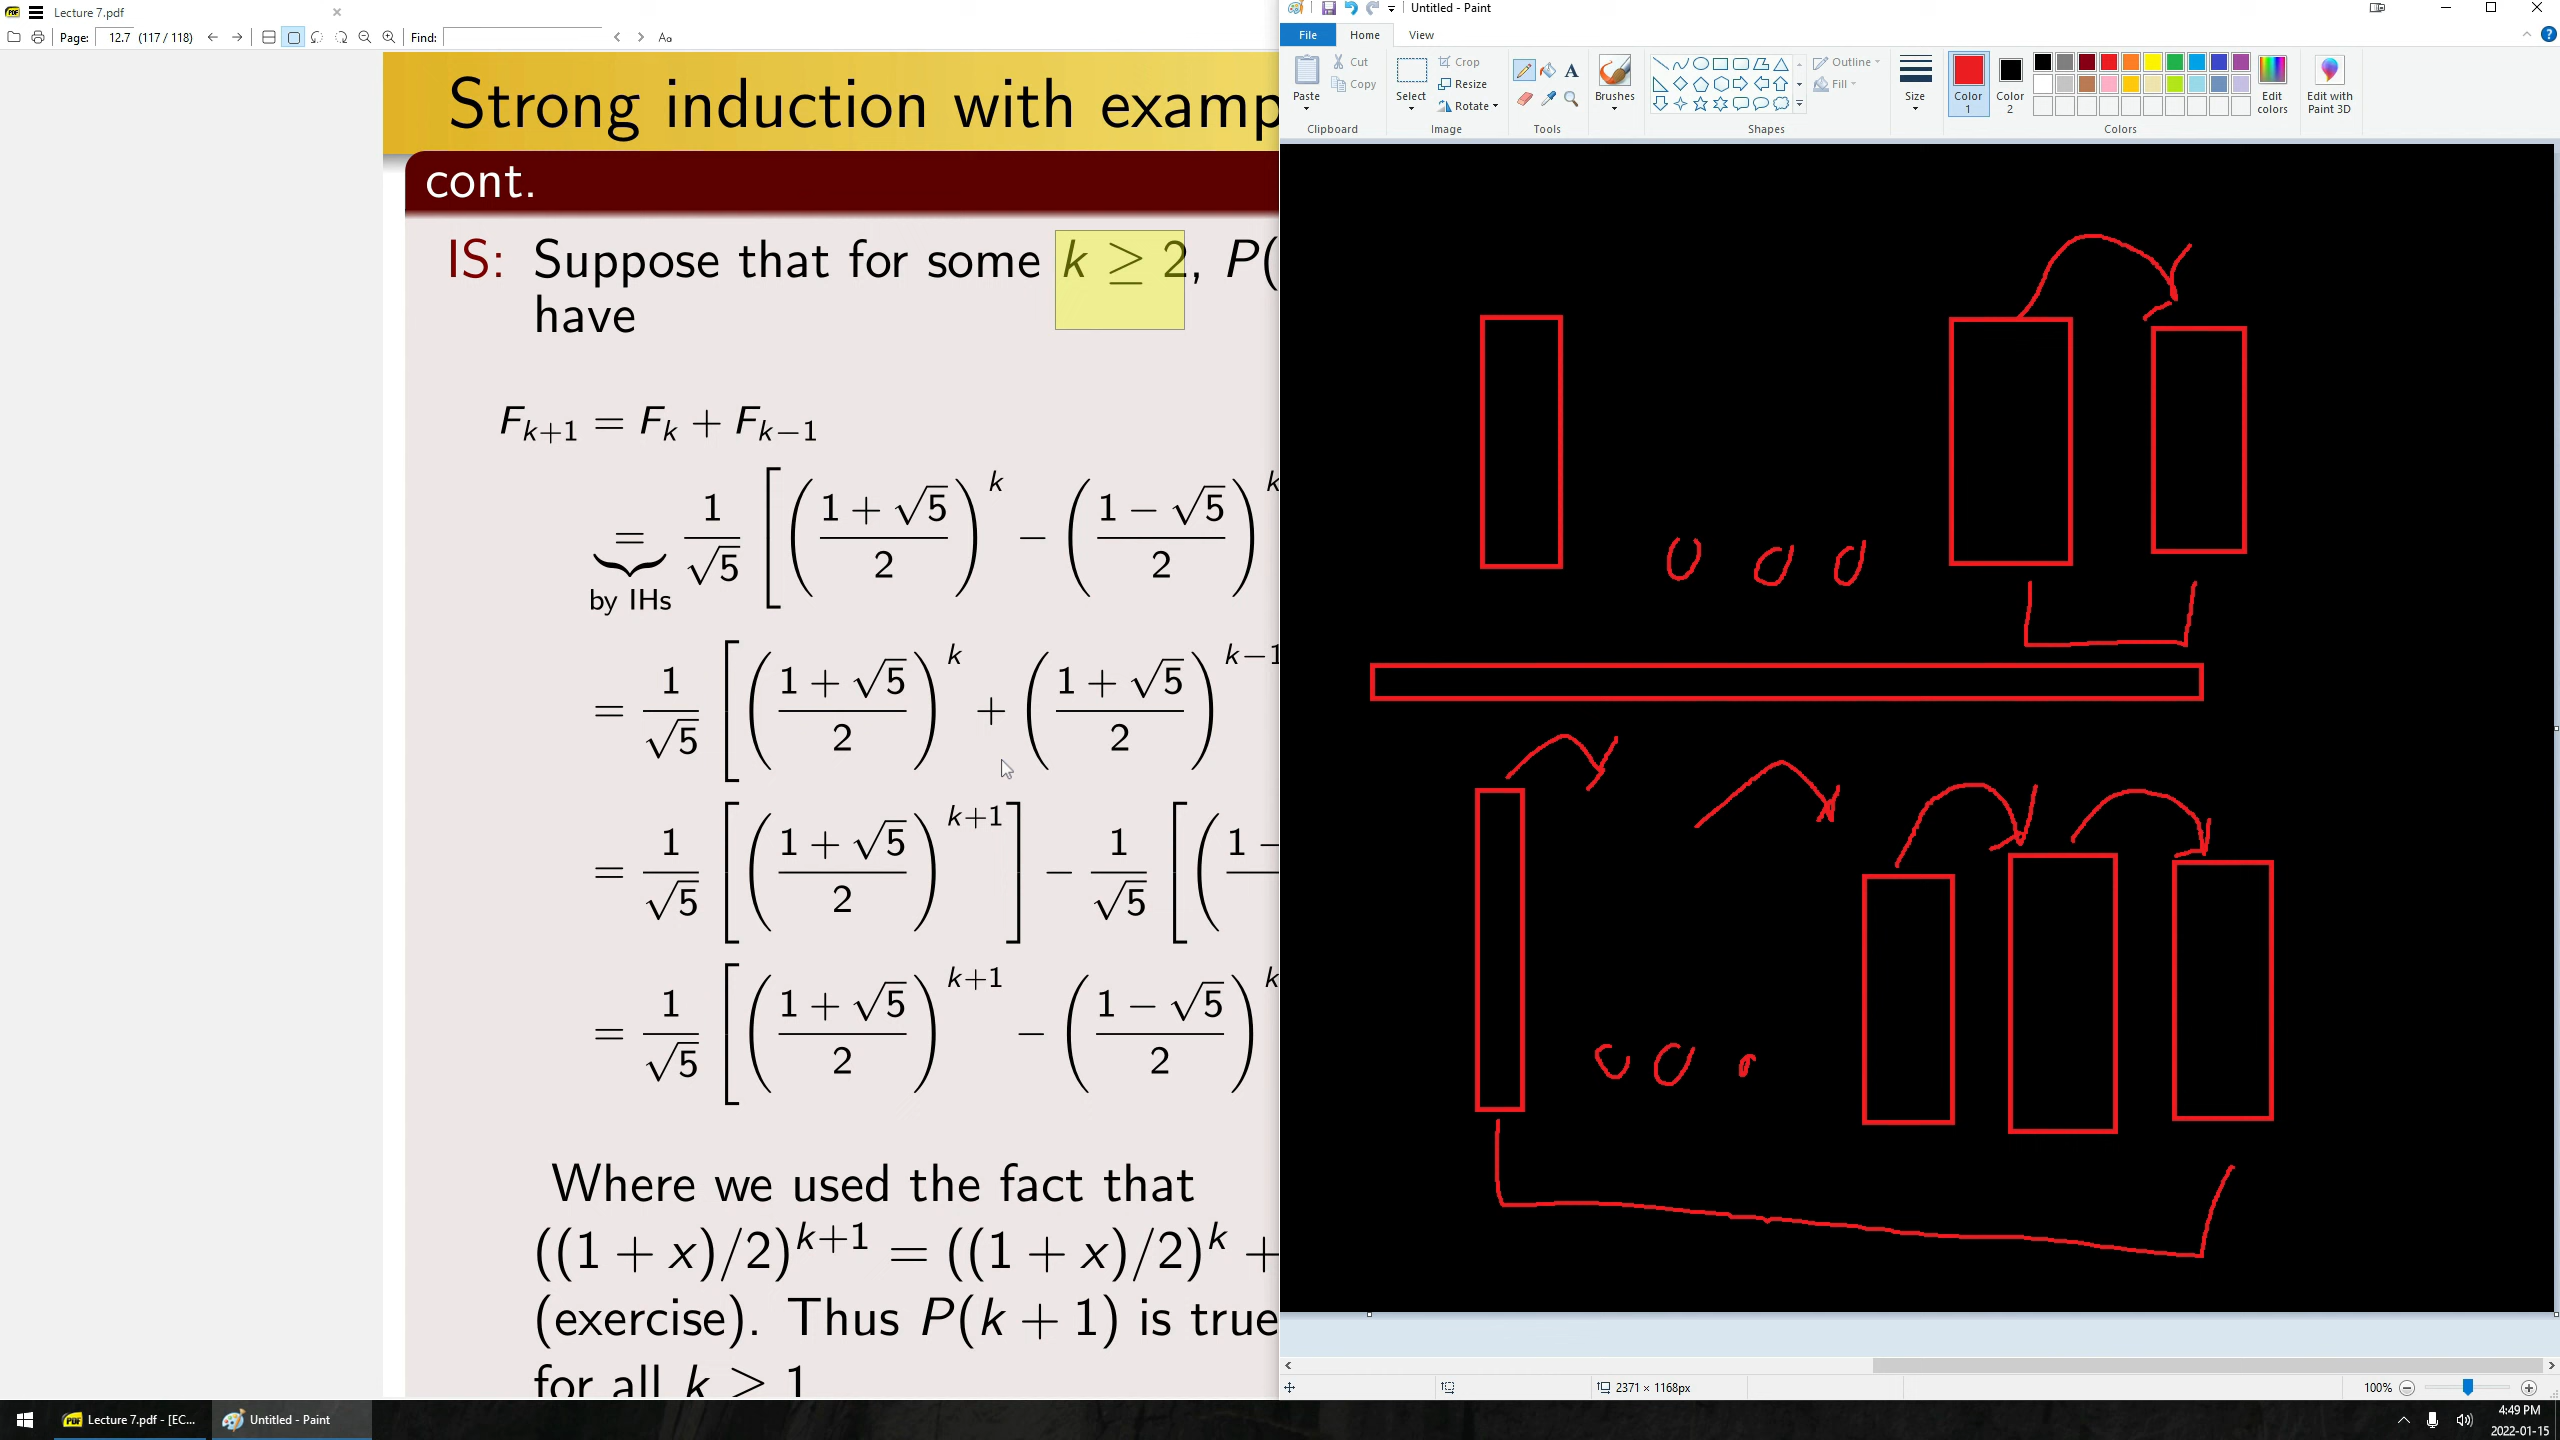 Lecture 7.pdf
Page: 12.7 (117 / 118) Find:
Strong induction with examp
cont.
IS: Suppose that for some k ≥ 2, P(
have
F_{k+1} = F_k + F_{k−1}
= 1/√5 [((1 + √5)/2)^k − ((1 − √5)/2)^k
by IHs
= 1/√5 [((1 + √5)/2)^k + ((1 + √5)/2)^{k−1}
= 1/√5 [((1 + √5)/2)^{k+1}] − 1/√5 [((1 −
= 1/√5 [((1 + √5)/2)^{k+1} − ((1 − √5)/2)^k
Where we used the fact that
((1 + x)/2)^{k+1} = ((1 + x)/2)^k +
(exercise). Thus P(k + 1) is true
for all k ≥ 1
Untitled - Paint
File Home View
Paste
Cut
Copy
Clipboard
Select
Crop
Resize
Rotate
Image
A
Tools
Brushes
Outline
Fill
Shapes
Size
Color 1
Color 2
Edit colors
Colors
Edit with Paint 3D
2371 × 1168px
100%
Lecture 7.pdf - [EC...
Untitled - Paint
4:49 PM
2022-01-15